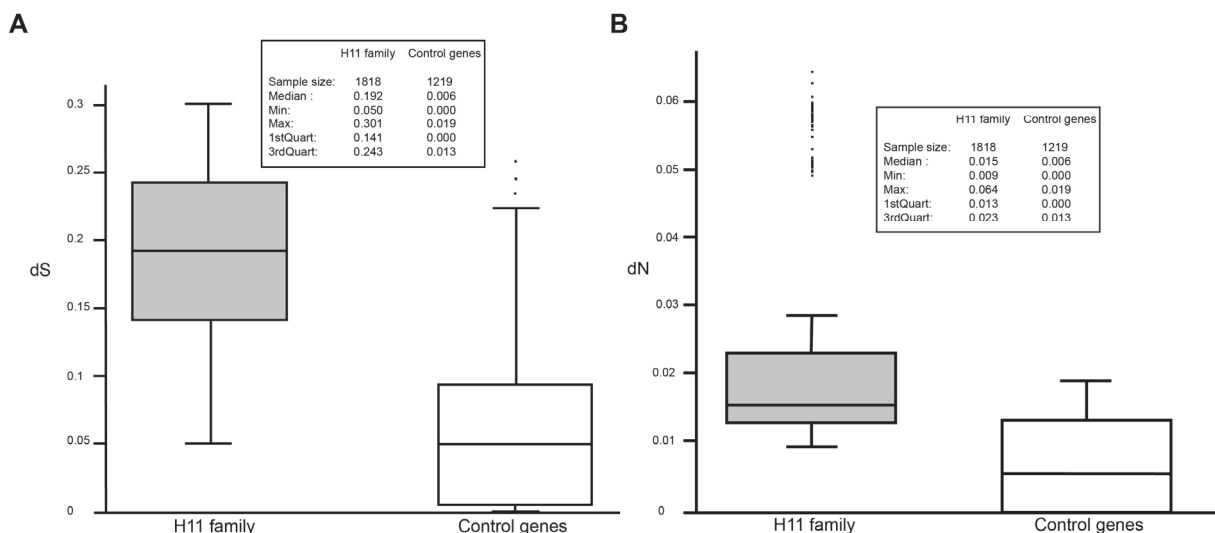 A
H11 family Control genes
Sample size: 1818 1219
Median : 0.192 0.006
Min: 0.050 0.000
Max: 0.301 0.019
1stQuart: 0.141 0.000
3rdQuart: 0.243 0.013
0.3
0.25
0.2
dS
0.15
0.1
0.05
0
H11 family Control genes
B
H11 family Control genes
Sample size: 1818 1219
Median : 0.015 0.006
Min: 0.009 0.000
Max: 0.064 0.019
1stQuart: 0.013 0.000
3rdQuart: 0.023 0.013
0.06
0.05
0.04
dN
0.03
0.02
0.01
0
H11 family Control genes